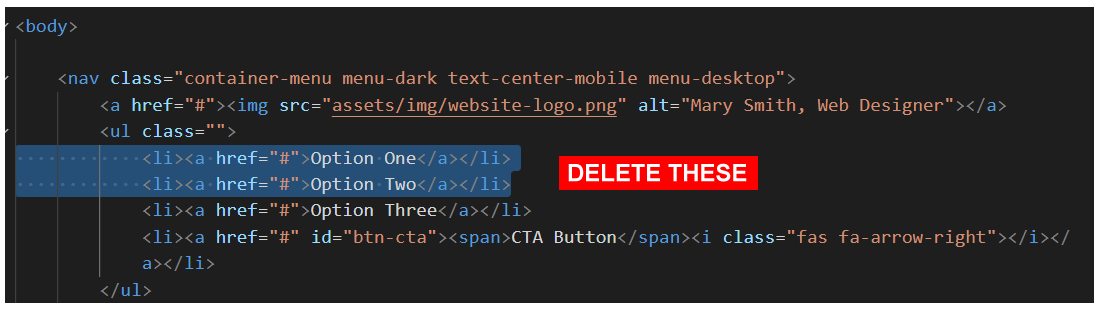 <body>
<nav class="container-menu menu-dark text-center-mobile menu-desktop">
<a href="#"><img src="assets/img/website-logo.png" alt="Mary Smith, Web Designer"></a>
<ul class="">
<li><a href="#">Option One</a></li>
<li><a href="#">Option Two</a></li>
DELETE THESE
<li><a href="#">Option Three</a></li>
<li><a href="#" id="btn-cta"><span>CTA Button</span><i class="fas fa-arrow-right"></i></
a></li>
</ul>